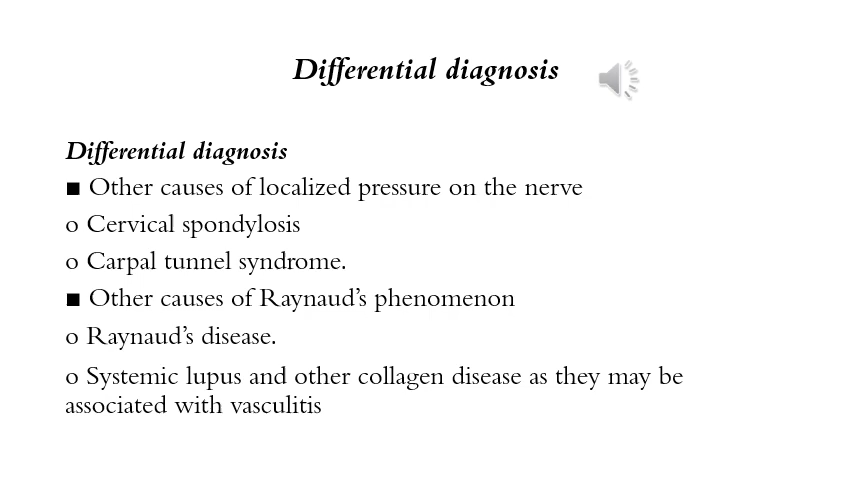 Differential diagnosis
Differential diagnosis
■ Other causes of localized pressure on the nerve
o Cervical spondylosis
o Carpal tunnel syndrome.
■ Other causes of Raynaud’s phenomenon
o Raynaud’s disease.
o Systemic lupus and other collagen disease as they may be
associated with vasculitis